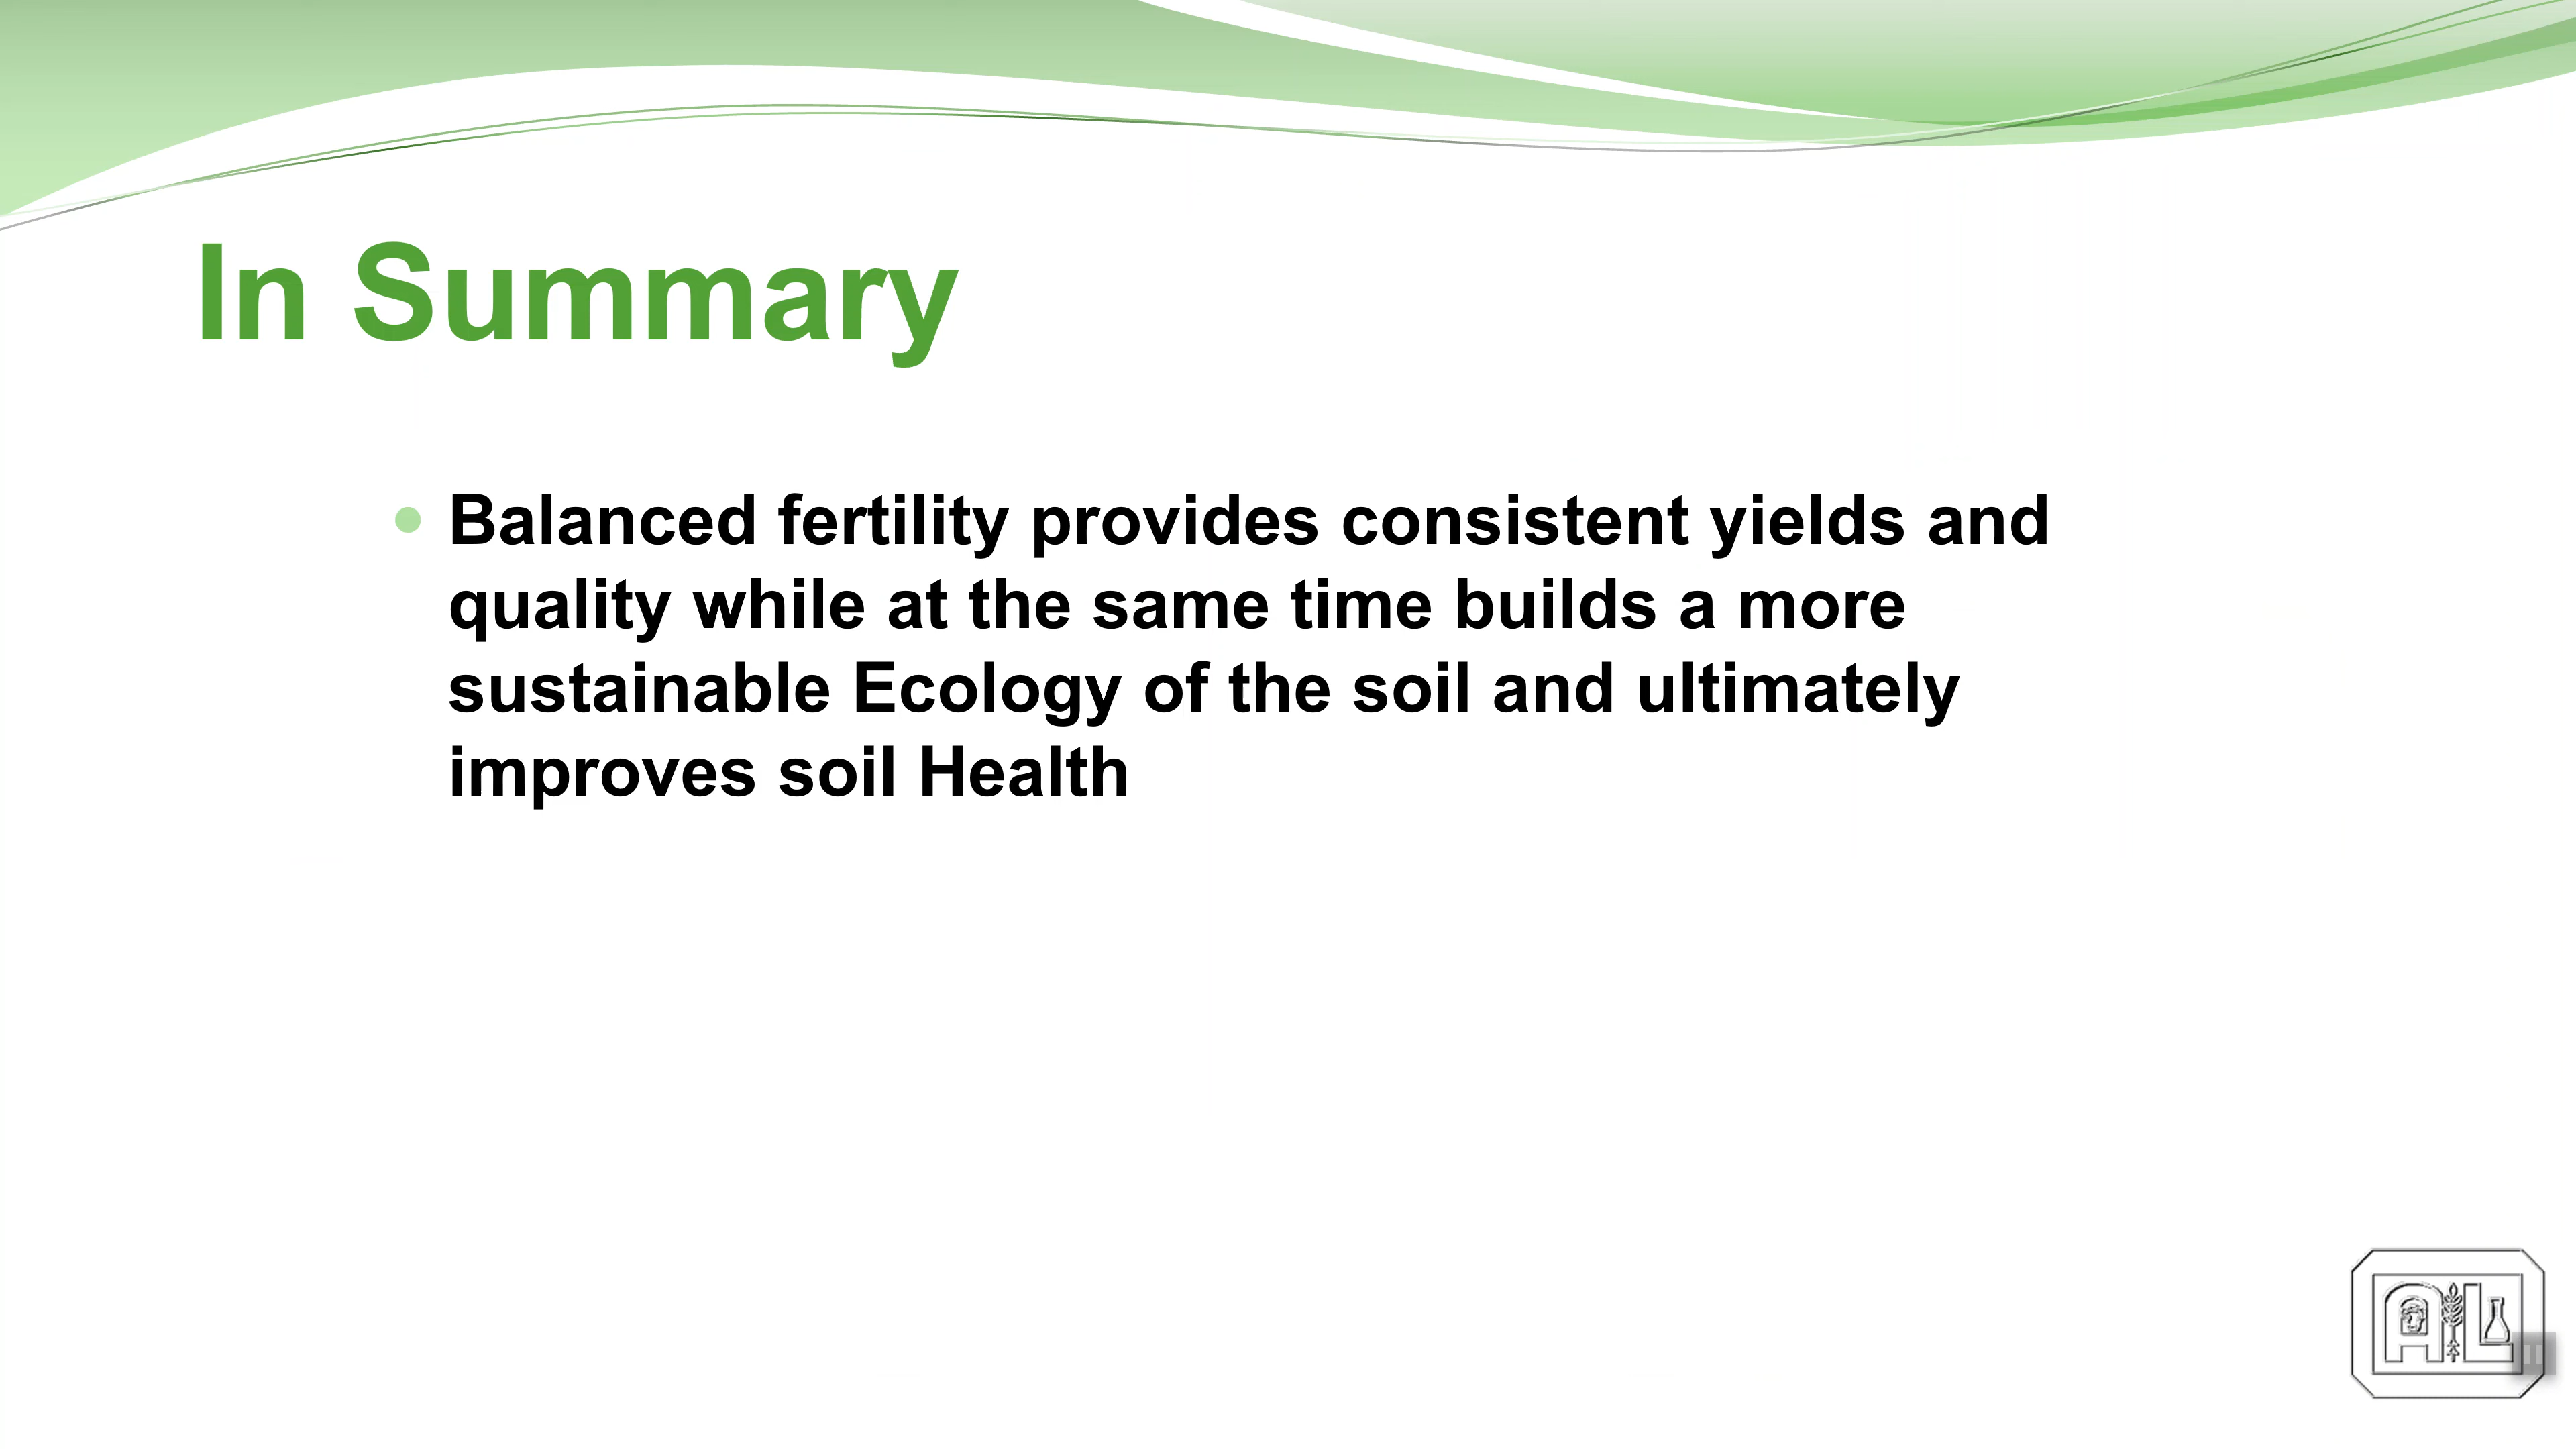 In Summary
Balanced fertility provides consistent yields and
quality while at the same time builds a more
sustainable Ecology of the soil and ultimately
improves soil Health
A L